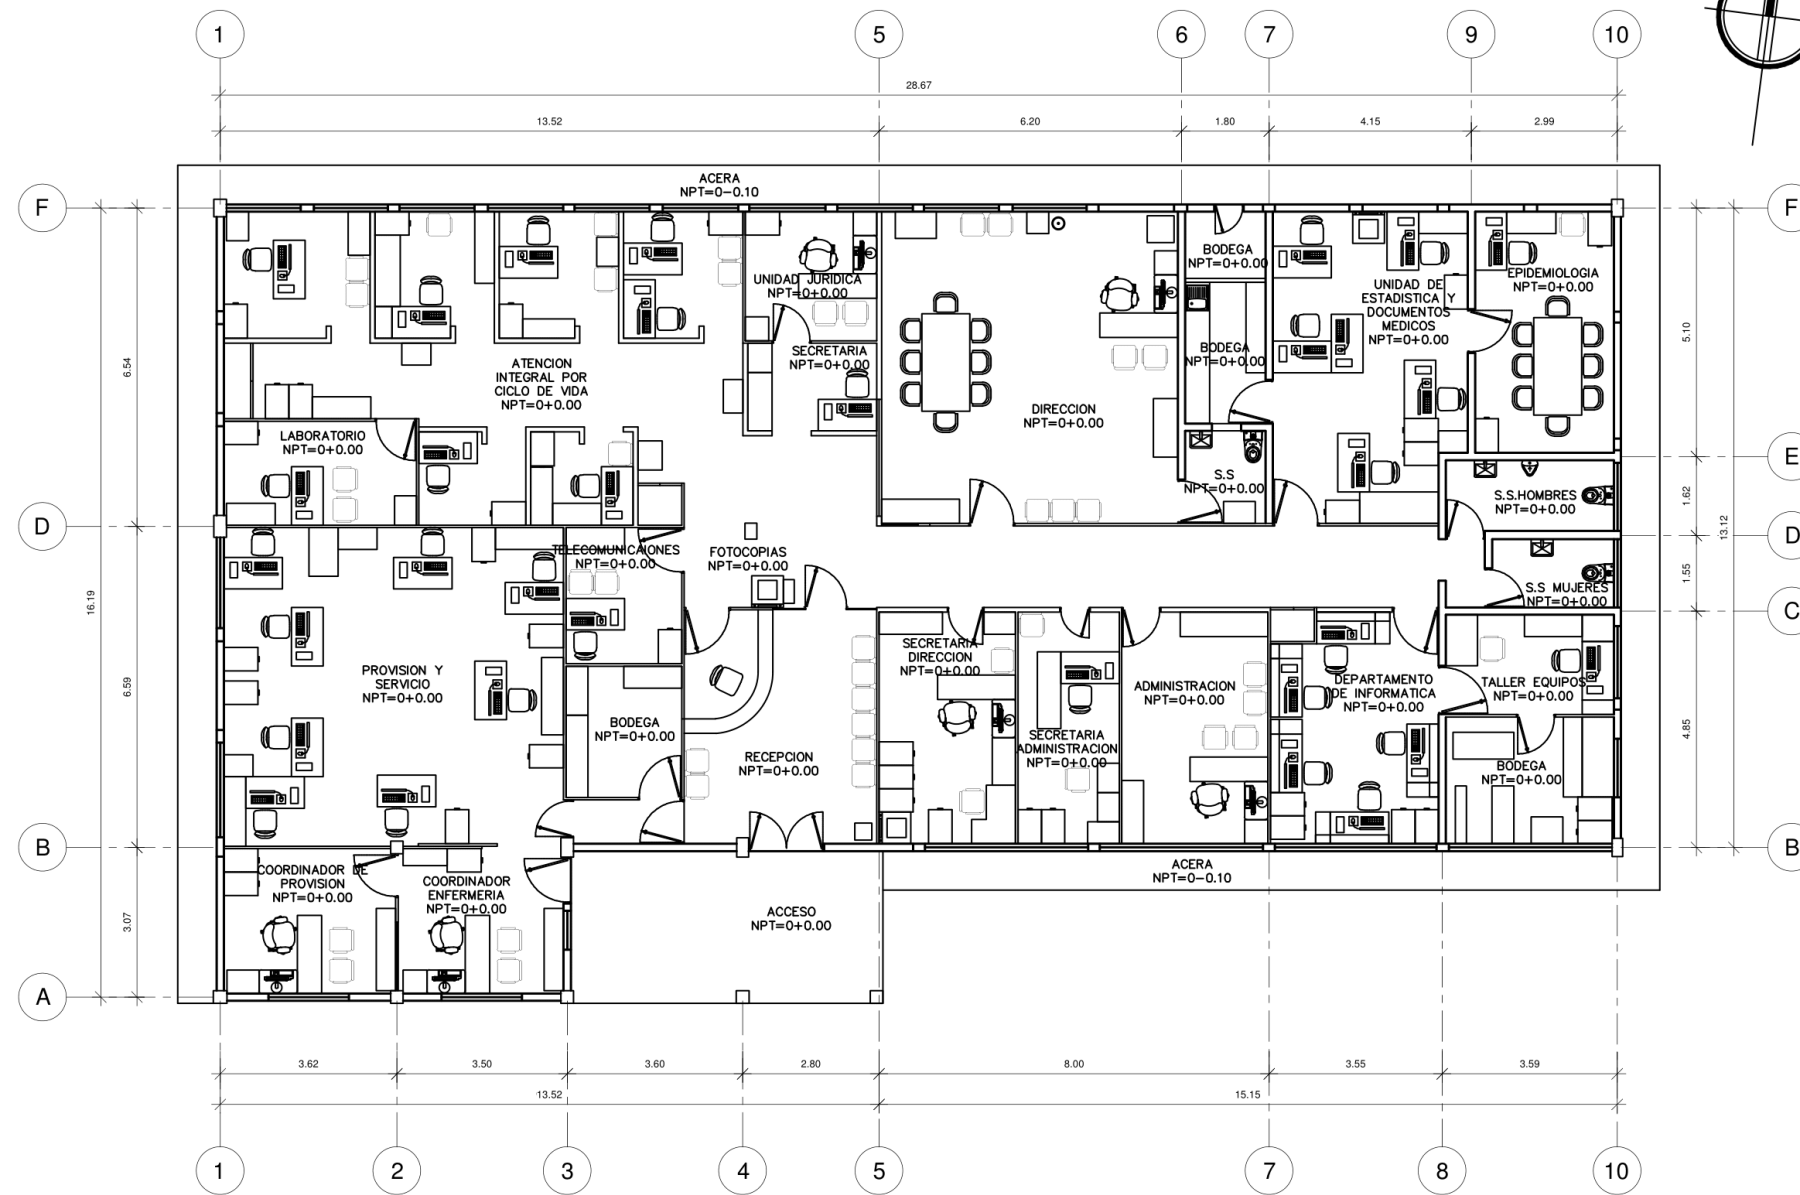 1
5
6
7
9
10
28.67
13.52
6.20
1.80
4.15
2.99
ACERA
NPT=0-0.10
F
F
BODEGA
NPT=0+0.00
UNIDAD JURIDICA
NPT=0+0.00
UNIDAD DE
ESTADISTICA Y
DOCUMENTOS
MEDICOS
NPT=0+0.00
EPIDEMIOLOGIA
NPT=0+0.00
SECRETARIA
NPT=0+0.00
BODEGA
NPT=0+0.00
ATENCION
INTEGRAL POR
CICLO DE VIDA
NPT=0+0.00
DIRECCION
NPT=0+0.00
6.54
5.10
LABORATORIO
NPT=0+0.00
E
S.S
NPT=0+0.00
S.S.HOMBRES
NPT=0+0.00
1.62
13.12
D
D
TELECOMUNICAIONES
NPT=0+0.00
FOTOCOPIAS
NPT=0+0.00
S.S MUJERES
NPT=0+0.00
1.55
16.19
C
SECRETARIA
DIRECCION
NPT=0+0.00
PROVISION Y
SERVICIO
NPT=0+0.00
ADMINISTRACION
NPT=0+0.00
DEPARTAMENTO
DE INFORMATICA
NPT=0+0.00
TALLER EQUIPOS
NPT=0+0.00
6.59
4.85
BODEGA
NPT=0+0.00
SECRETARIA
ADMINISTRACION
NPT=0+0.00
RECEPCION
NPT=0+0.00
BODEGA
NPT=0+0.00
B
B
COORDINADOR DE
PROVISION
NPT=0+0.00
COORDINADOR
ENFERMERIA
NPT=0+0.00
ACERA
NPT=0-0.10
ACCESO
NPT=0+0.00
3.07
A
3.62
3.50
3.60
2.80
8.00
3.55
3.59
13.52
15.15
1
2
3
4
5
7
8
10